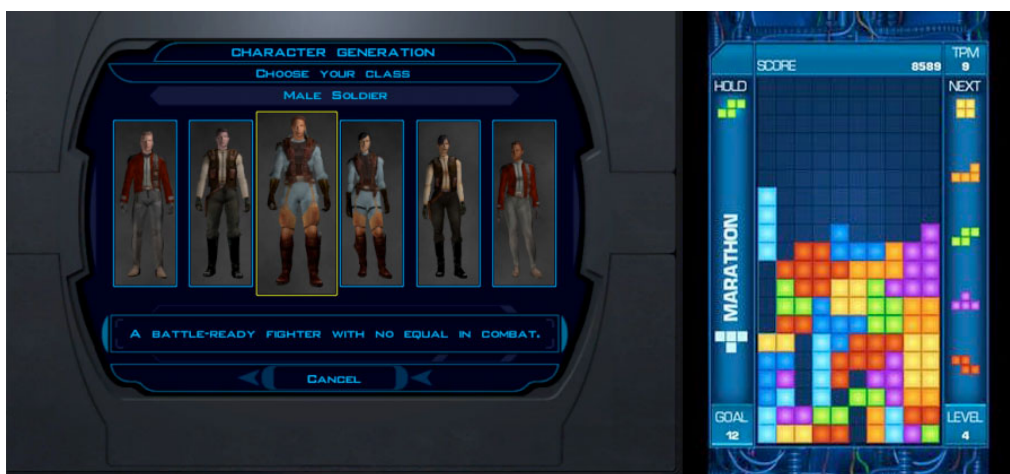 CHARACTER GENERATION
CHOOSE YOUR CLASS
MALE SOLDIER
A BATTLE-READY FIGHTER WITH NO EQUAL IN COMBAT.
CANCEL
SCORE 8589
TPM
9
HOLD
NEXT
MARATHON
GOAL
12
LEVEL
4